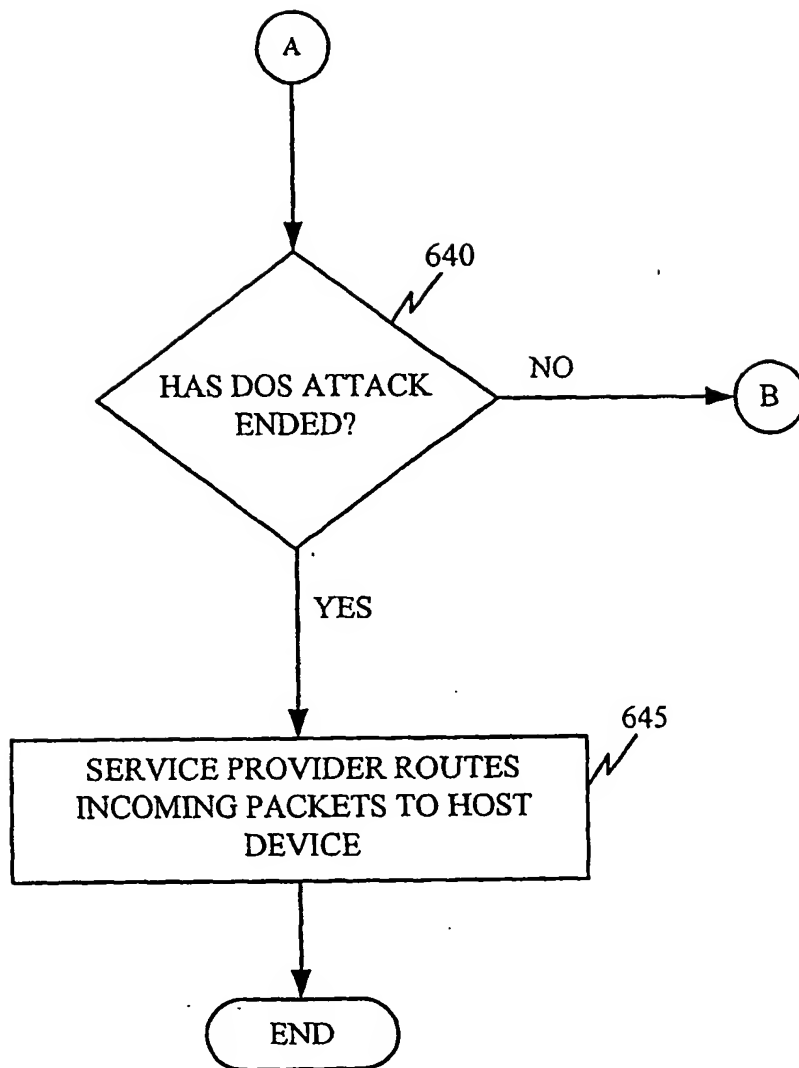 A
640
HAS DOS ATTACK
ENDED?
NO
B
YES
645
SERVICE PROVIDER ROUTES
INCOMING PACKETS TO HOST
DEVICE
END